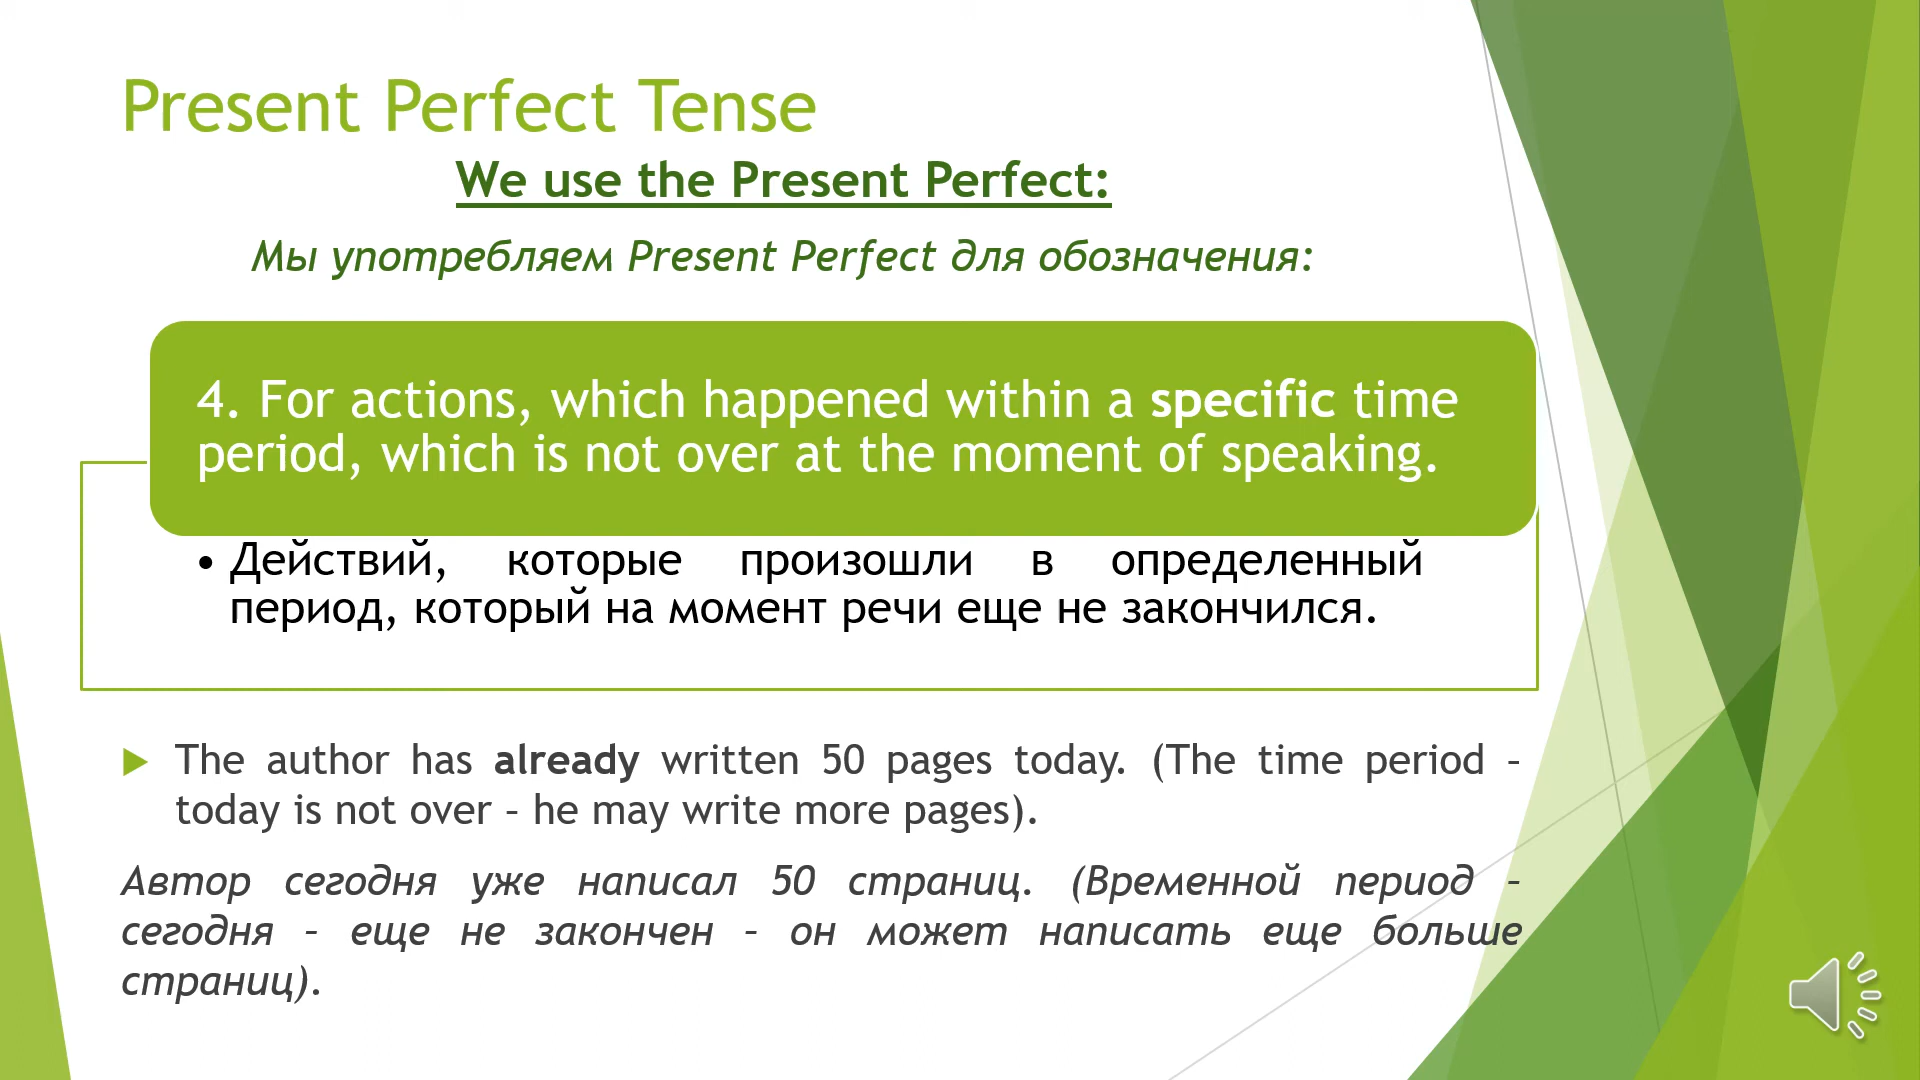 Present Perfect Tense
We use the Present Perfect:
Мы употребляем Present Perfect для обозначения:
4. For actions, which happened within a specific time
period, which is not over at the moment of speaking.
• Действий, которые произошли в определенный
период, который на момент речи еще не закончился.
The author has already written 50 pages today. (The time period –
today is not over – he may write more pages).
Автор сегодня уже написал 50 страниц. (Временной период –
сегодня – еще не закончен – он может написать еще больше
страниц).